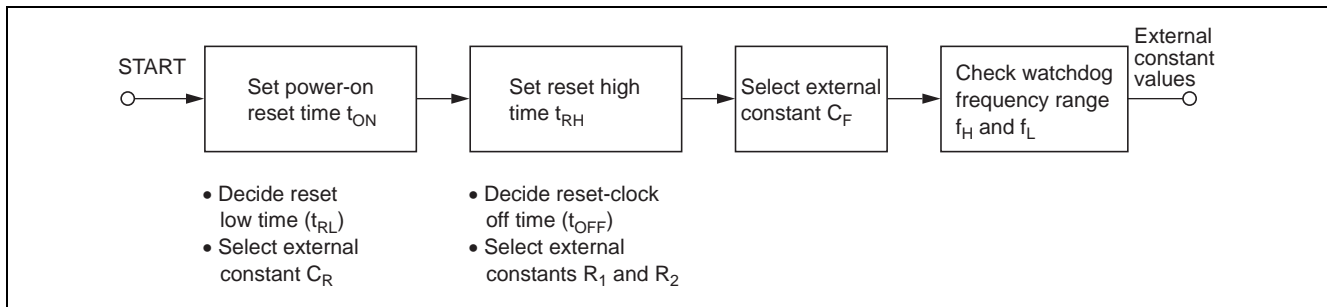 START
Set power-on
reset time tON
Set reset high
time tRH
Select external
constant CF
Check watchdog
frequency range
fH and fL
External
constant
values
• Decide reset
low time (tRL)
• Select external
constant CR
• Decide reset-clock
off time (tOFF)
• Select external
constants R1 and R2